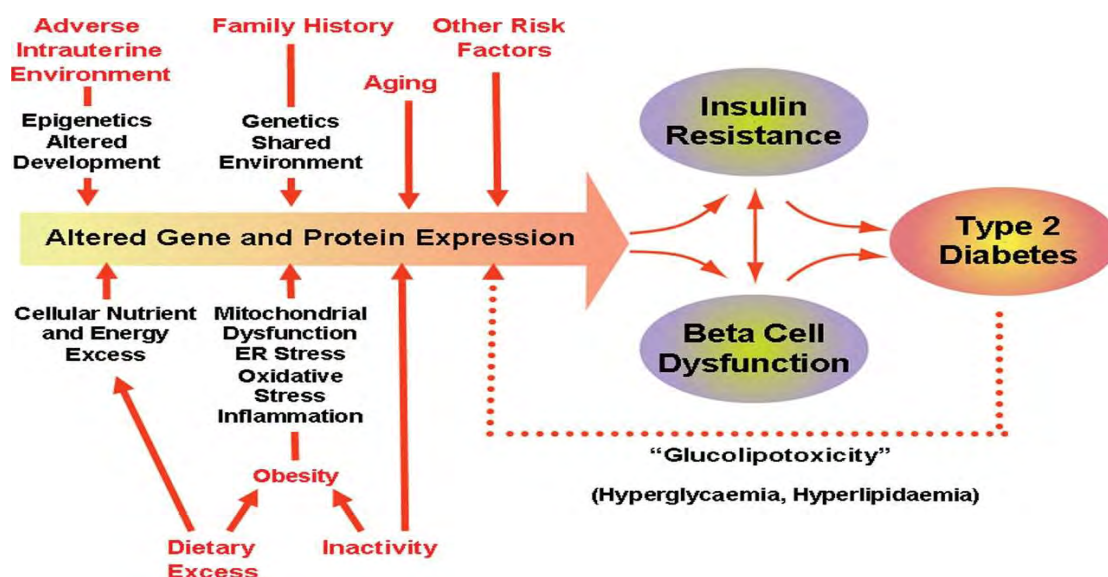 Adverse
Intrauterine
Environment
Family History
Aging
Other Risk
Factors
Epigenetics
Altered
Development
Genetics
Shared
Environment
Insulin
Resistance
Altered Gene and Protein Expression
Type 2
Diabetes
Cellular Nutrient
and Energy
Excess
Mitochondrial
Dysfunction
ER Stress
Oxidative
Stress
Inflammation
Beta Cell
Dysfunction
Obesity
Dietary
Excess
Inactivity
“Glucolipotoxicity”
(Hyperglycaemia, Hyperlipidaemia)